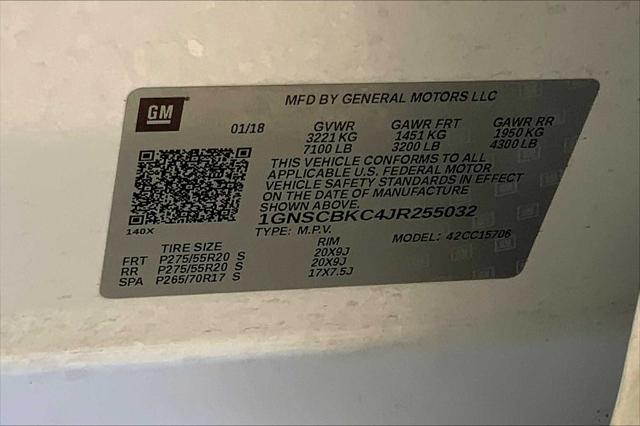 GM
MFD BY GENERAL MOTORS LLC
01/18 GVWR GAWR FRT GAWR RR
3221 KG 1451 KG 1950 KG
7100 LB 3200 LB 4300 LB
THIS VEHICLE CONFORMS TO ALL
APPLICABLE U.S. FEDERAL MOTOR
VEHICLE SAFETY STANDARDS IN EFFECT
ON THE DATE OF MANUFACTURE
SHOWN ABOVE.
1GNSCBKC4JR255032
140X TYPE: M.P.V. MODEL: 42CC15706
TIRE SIZE RIM
FRT P275/55R20 S 20X9J
RR P275/55R20 S 20X9J
SPA P265/70R17 S 17X7.5J